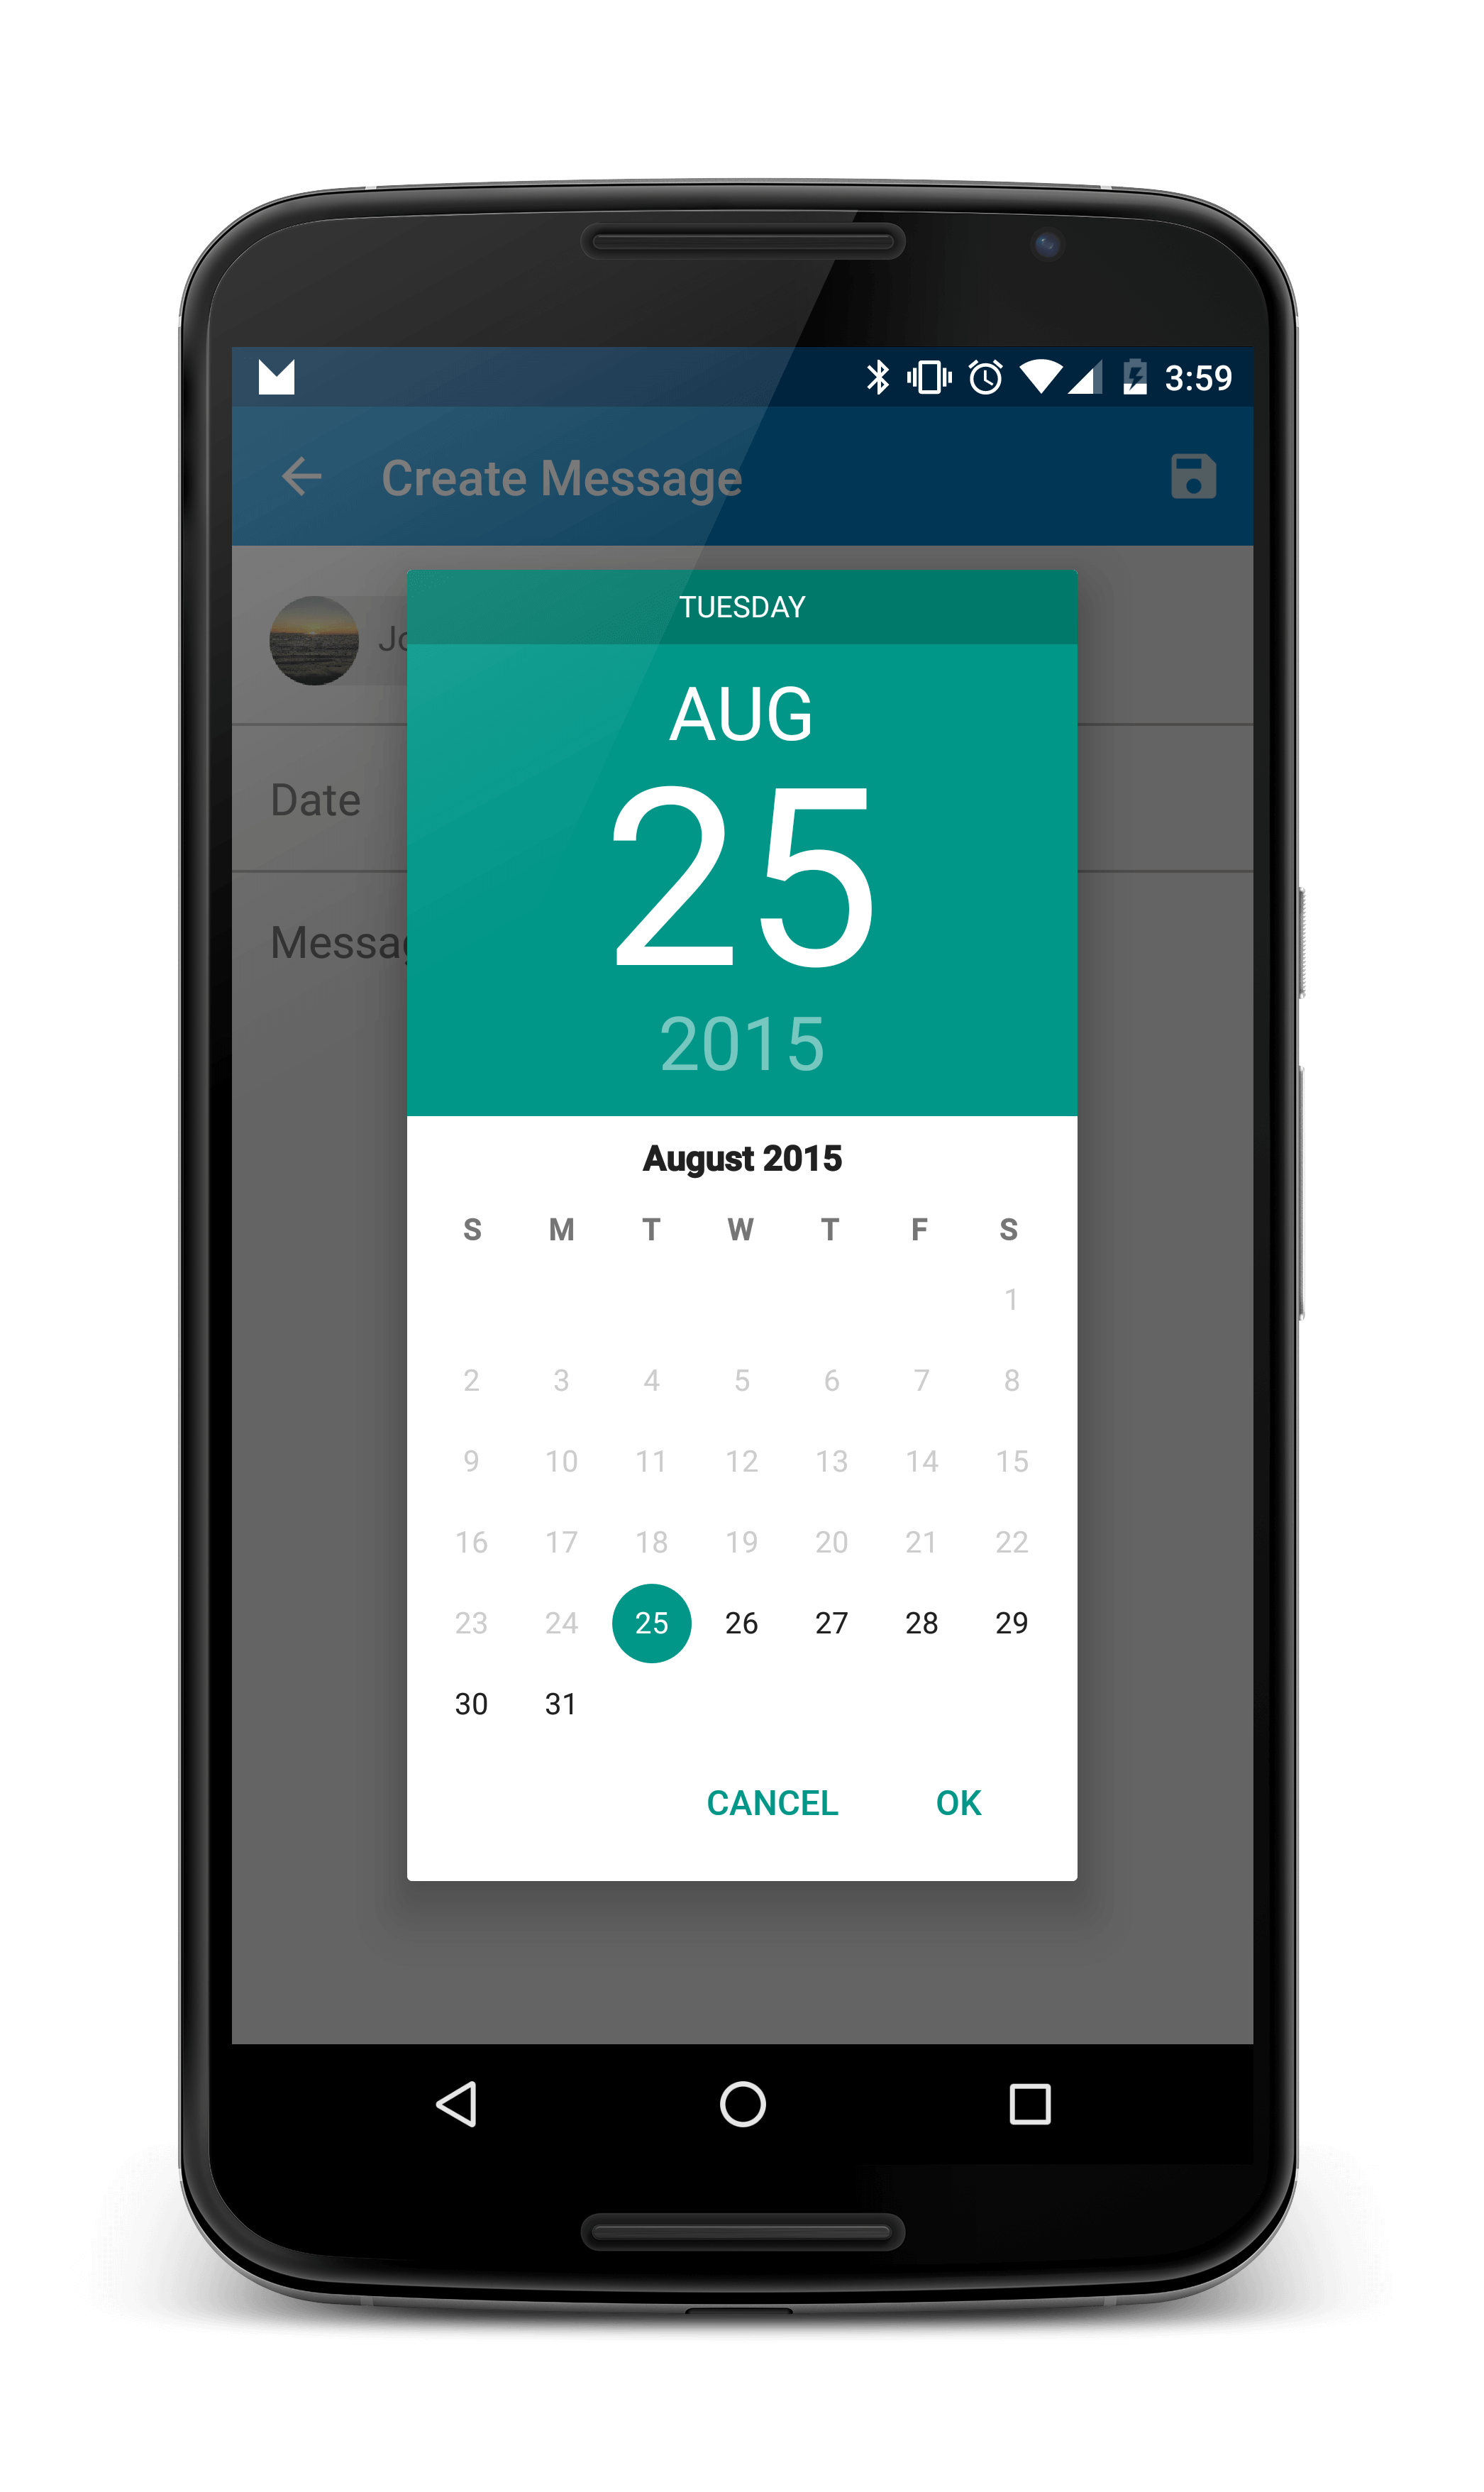 3:59
Create Message
Date
TUESDAY
AUG
25
2015
August 2015
S M T W T F S
1
2 3 4 5 6 7 8
9 10 11 12 13 14 15
16 17 18 19 20 21 22
23 24 25 26 27 28 29
30 31
CANCEL OK